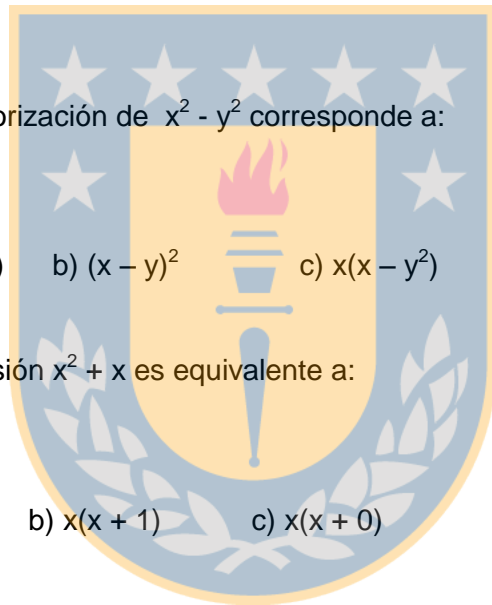 orización de x² - y² corresponde a:
) b) (x – y)² c) x(x – y²)
sión x² + x es equivalente a:
b) x(x + 1) c) x(x + 0)